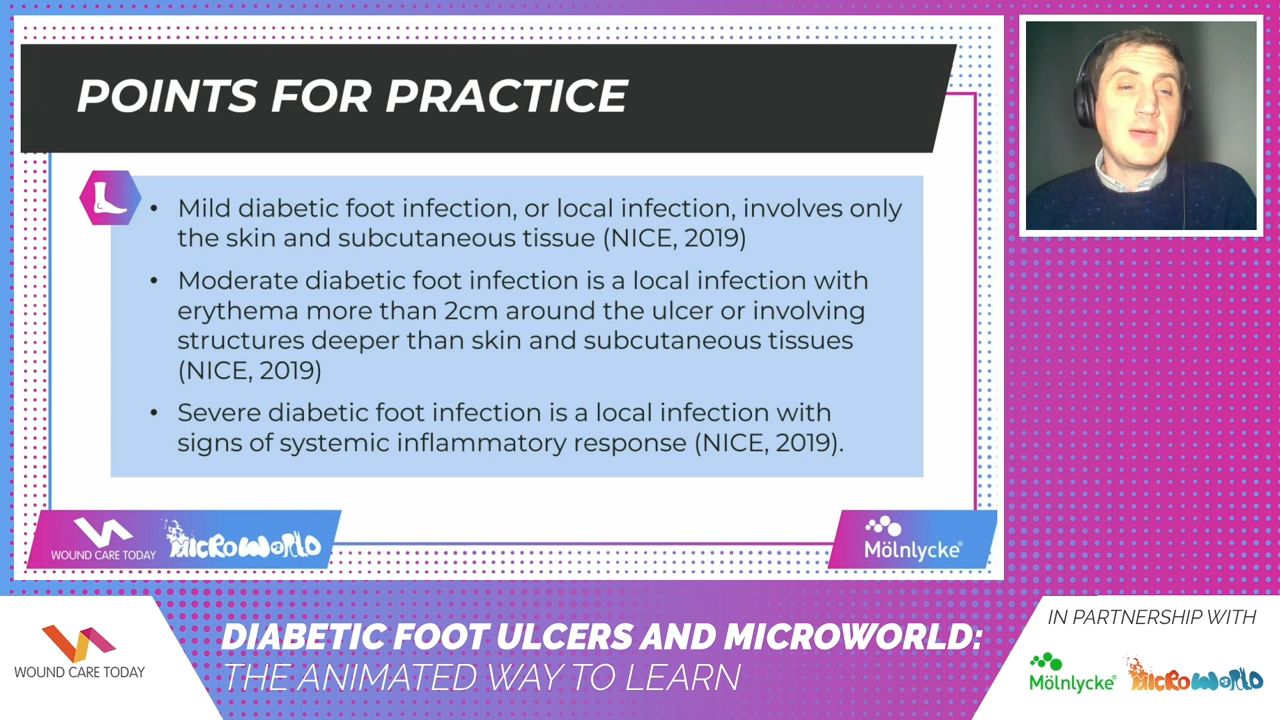 POINTS FOR PRACTICE
• Mild diabetic foot infection, or local infection, involves only
the skin and subcutaneous tissue (NICE, 2019)
• Moderate diabetic foot infection is a local infection with
erythema more than 2cm around the ulcer or involving
structures deeper than skin and subcutaneous tissues
(NICE, 2019)
• Severe diabetic foot infection is a local infection with
signs of systemic inflammatory response (NICE, 2019).
WOUND CARE TODAY
MICROWORLD
Mölnlycke®
WOUND CARE TODAY
DIABETIC FOOT ULCERS AND MICROWORLD:
THE ANIMATED WAY TO LEARN
IN PARTNERSHIP WITH
Mölnlycke®
MICROWORLD